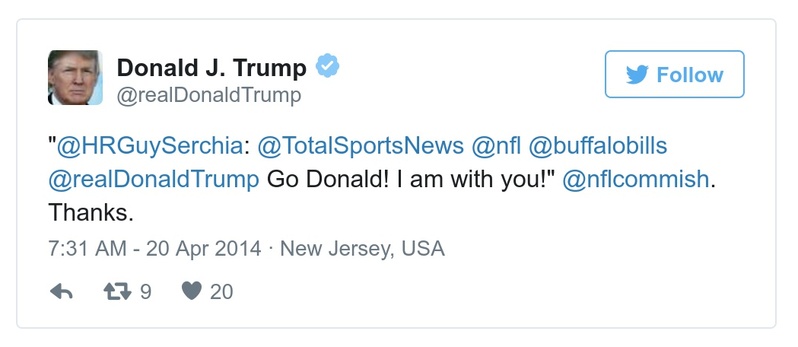 Donald J. Trump
@realDonaldTrump
Follow
"@HRGuySerchia: @TotalSportsNews @nfl @buffalobills
@realDonaldTrump Go Donald! I am with you!" @nflcommish.
Thanks.
7:31 AM - 20 Apr 2014 · New Jersey, USA
9 20